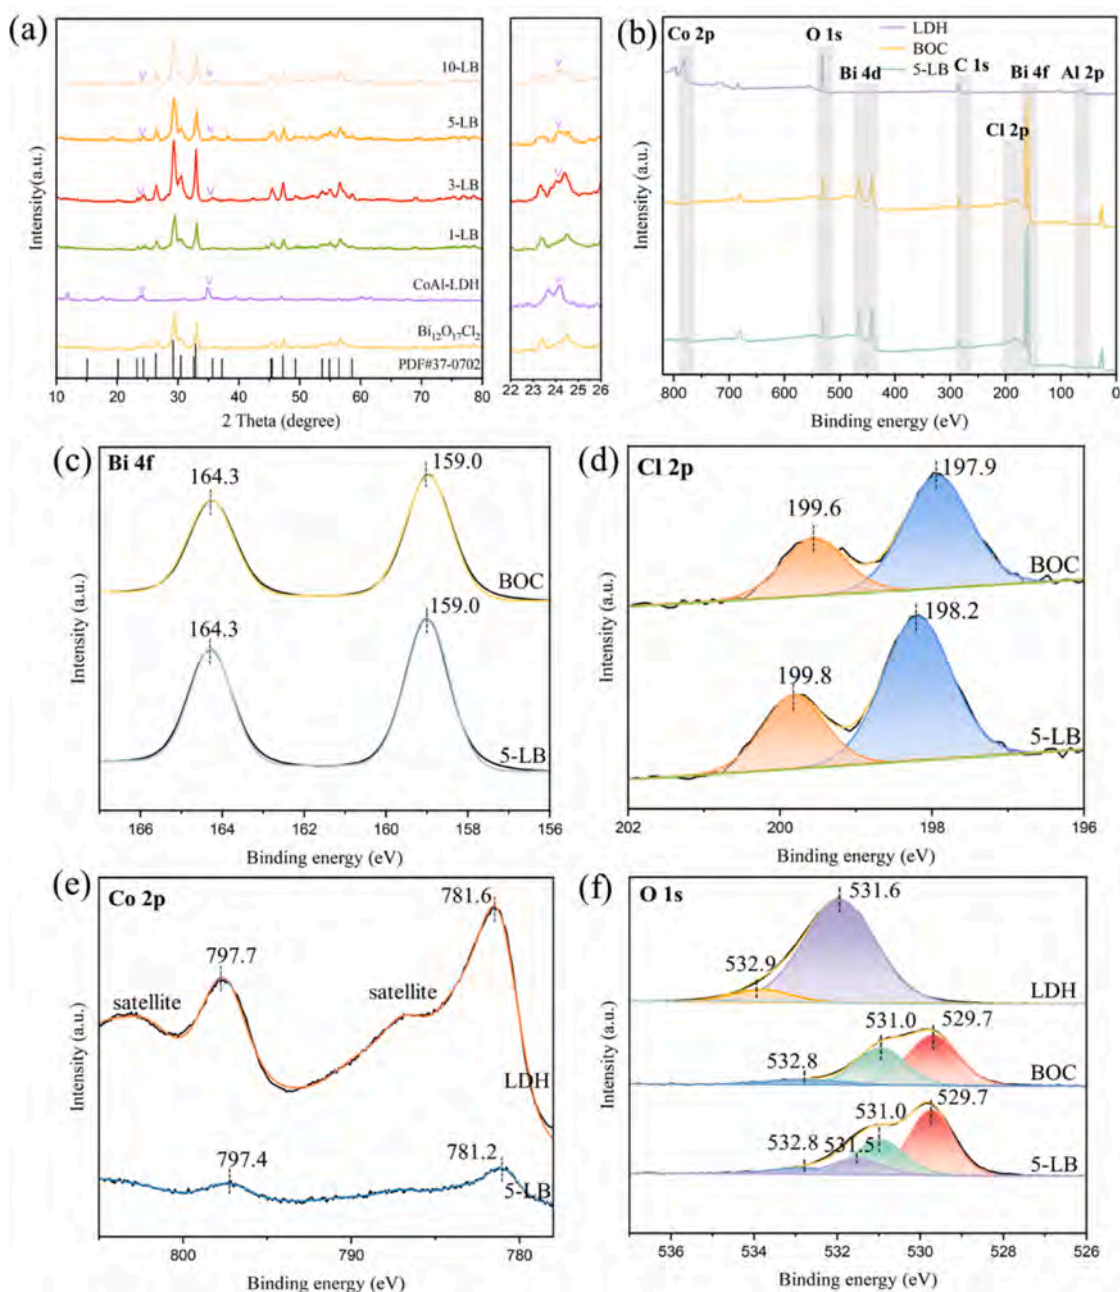 (a)
10-LB
5-LB
3-LB
1-LB
CoAl-LDH
Bi₁₂O₁₇Cl₂
PDF#37-0702
Intensity(a.u.)
10 20 30 40 50 60 70 80
22 23 24 25 26
2 Theta (degree)
(b)
LDH
BOC
5-LB
Co 2p
O 1s
Bi 4d
C 1s
Cl 2p
Bi 4f
Al 2p
Intensity (a.u.)
800 700 600 500 400 300 200 100 0
Binding energy (eV)
(c)
Bi 4f
164.3
159.0
BOC
164.3
159.0
5-LB
Intensity (a.u.)
166 164 162 160 158 156
Binding energy (eV)
(d)
Cl 2p
197.9
199.6
BOC
198.2
199.8
5-LB
Intensity (a.u.)
202 200 198 196
Binding energy (eV)
(e)
Co 2p
781.6
797.7
satellite
satellite
LDH
797.4
781.2
5-LB
Intensity (a.u.)
800 790 780
Binding energy (eV)
(f)
O 1s
531.6
532.9
LDH
531.0
529.7
532.8
BOC
531.0
529.7
532.8
531.5
5-LB
Intensity (a.u.)
536 534 532 530 528 526
Binding energy (eV)